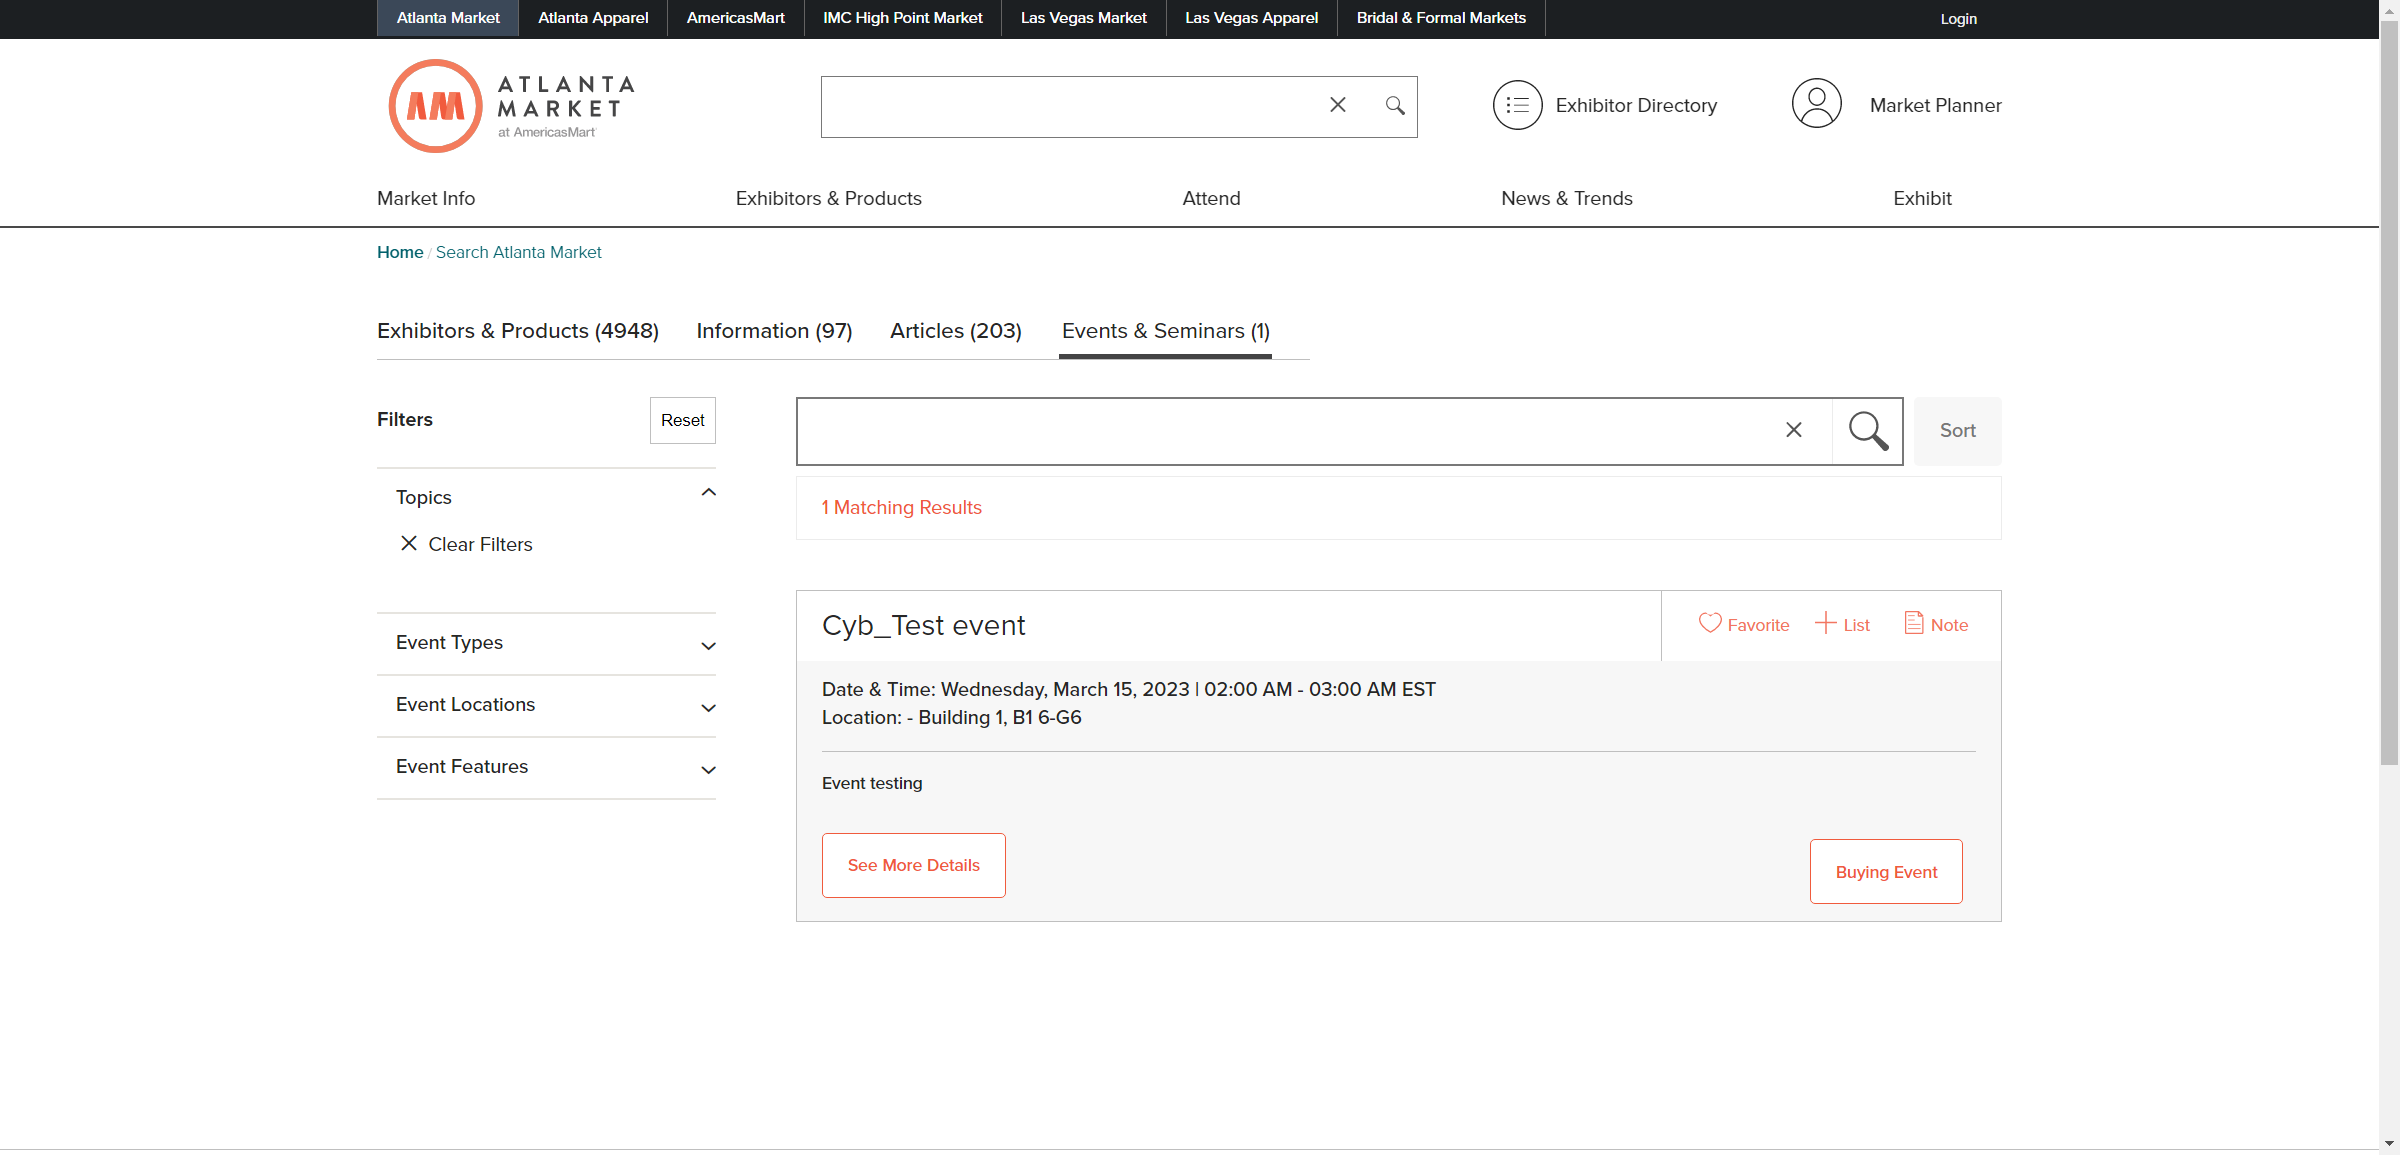 Atlanta Market Atlanta Apparel AmericasMart IMC High Point Market Las Vegas Market Las Vegas Apparel Bridal & Formal Markets Login
AM ATLANTA
MARKET
at AmericasMart
Exhibitor Directory Market Planner
Market Info Exhibitors & Products Attend News & Trends Exhibit
Home / Search Atlanta Market
Exhibitors & Products (4948) Information (97) Articles (203) Events & Seminars (1)
Filters Reset
Sort
Topics
Clear Filters
Event Types
Event Locations
Event Features
1 Matching Results
Cyb_Test event Favorite List Note
Date & Time: Wednesday, March 15, 2023 | 02:00 AM - 03:00 AM EST
Location: - Building 1, B1 6-G6
Event testing
See More Details Buying Event